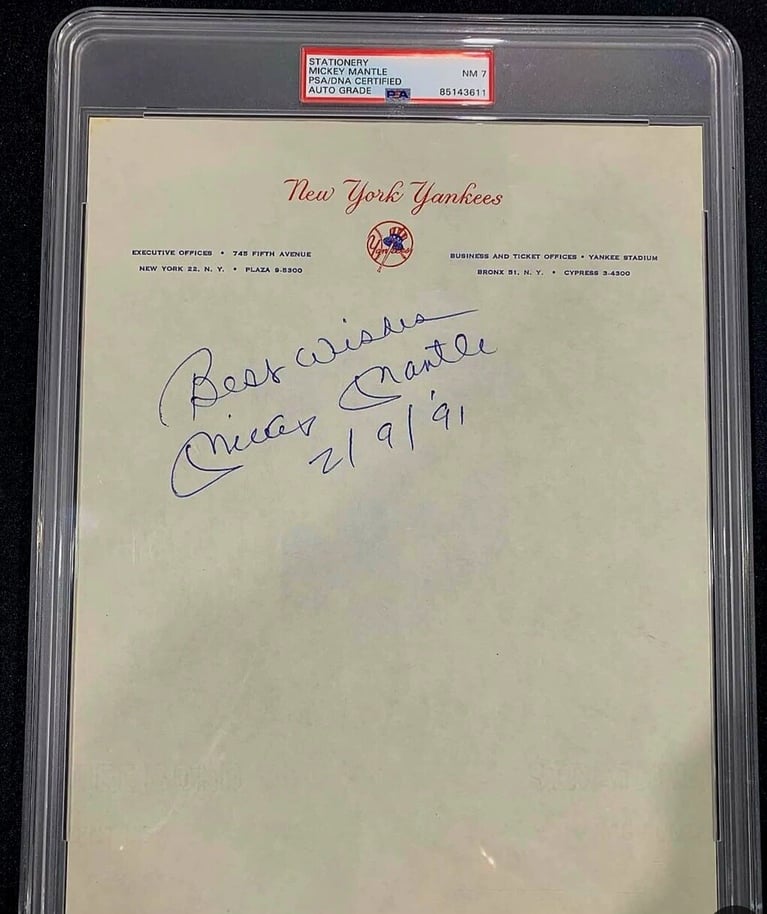 STATIONERY
MICKEY MANTLE
PSA/DNA CERTIFIED
AUTO GRADE
NM 7
PSA
85143611
New York Yankees
Yankees
EXECUTIVE OFFICES • 745 FIFTH AVENUE
NEW YORK 22, N. Y. • PLAZA 9-5300
BUSINESS AND TICKET OFFICES • YANKEE STADIUM
BRONX 51, N. Y. • CYPRESS 3-4300
Best Wishes
Mickey Mantle
2/9/'91